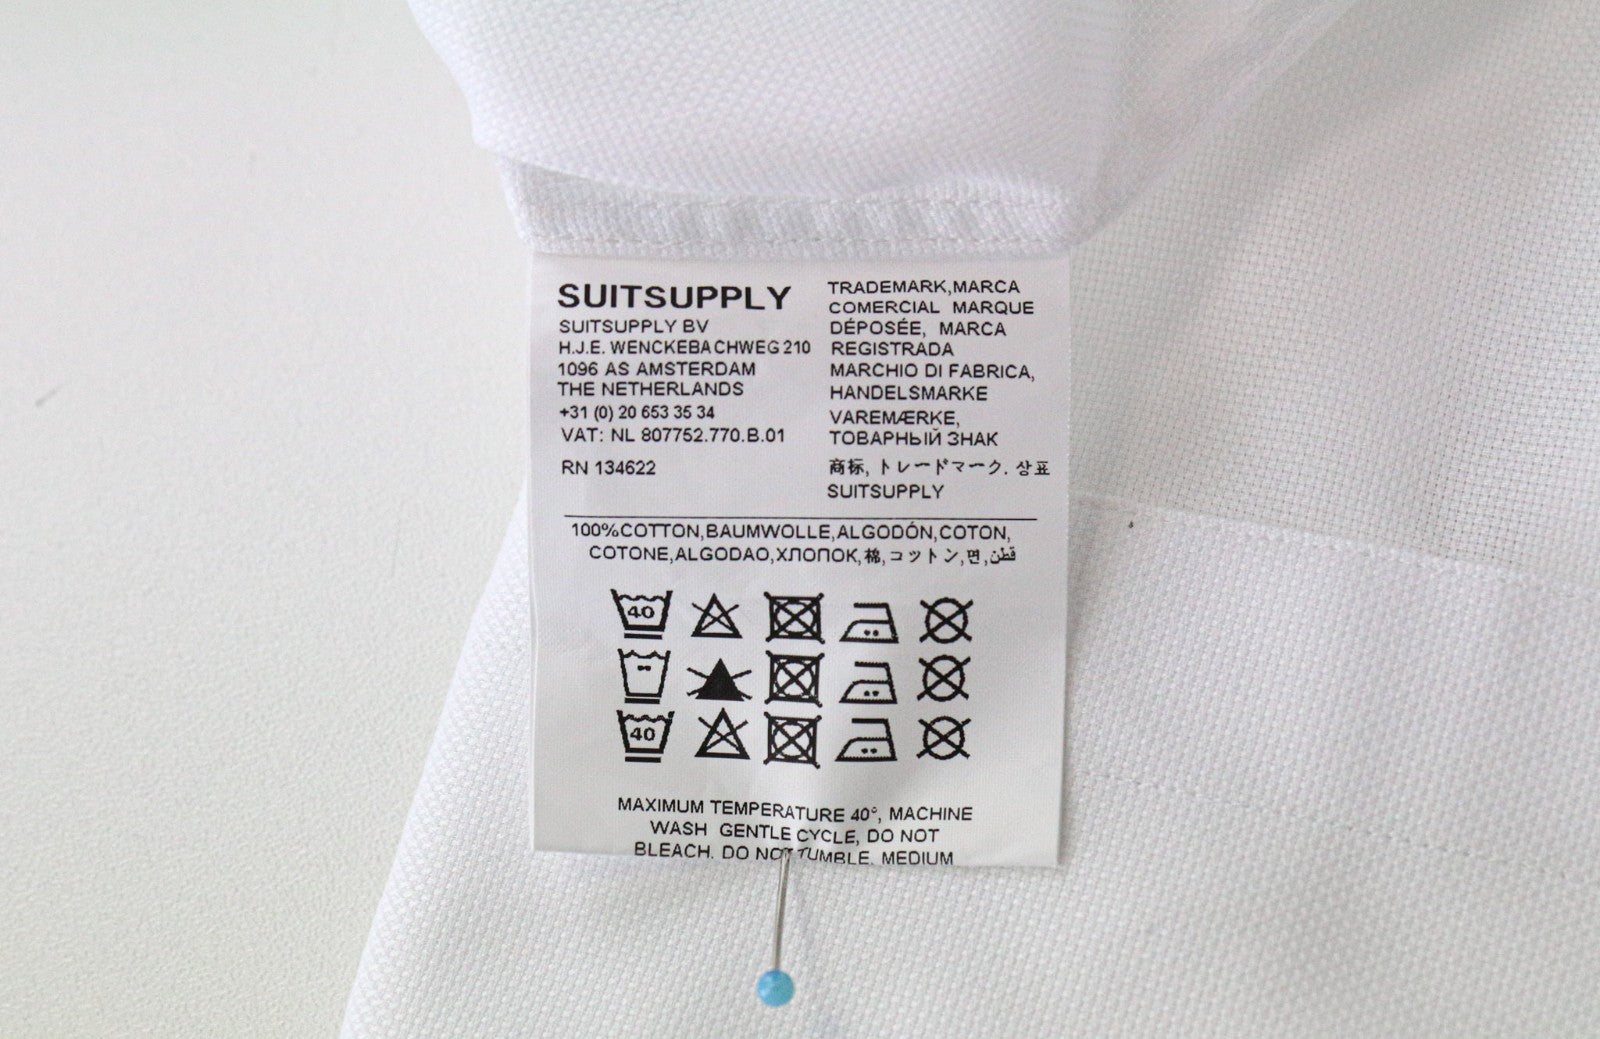 SUITSUPPLY
SUITSUPPLY BV
H.J.E. WENCKEBACHWEG 210
1096 AS AMSTERDAM
THE NETHERLANDS
+31 (0) 20 653 35 34
VAT: NL 807752.770.B.01
RN 134622
TRADEMARK,MARCA
COMERCIAL MARQUE
DÉPOSÉE, MARCA
REGISTRADA
MARCHIO DI FABRICA,
HANDELSMARKE
VAREMÆRKE,
ТОВАРНЫЙ ЗНАК
商标, トレードマーク. 상표
SUITSUPPLY
100%COTTON,BAUMWOLLE,ALGODÓN,COTON,
COTONE,ALGODAO,ХЛОПОК,棉,コットン,면,قطن
40
40
MAXIMUM TEMPERATURE 40°, MACHINE
WASH GENTLE CYCLE, DO NOT
BLEACH. DO NOT TUMBLE. MEDIUM